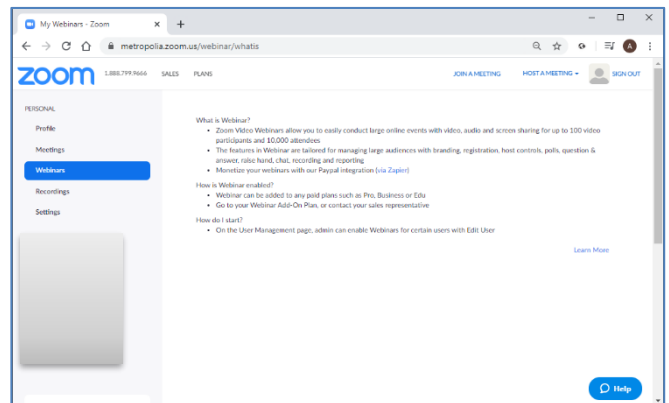 My Webinars - Zoom
metropolia.zoom.us/webinar/whatis
A
zoom
1.888.799.9666 SALES PLANS JOIN A MEETING HOST A MEETING SIGN OUT
PERSONAL
Profile
Meetings
Webinars
Recordings
Settings
What is Webinar?
• Zoom Video Webinars allow you to easily conduct large online events with video, audio and screen sharing for up to 100 video
participants and 10,000 attendees
• The features in Webinar are tailored for managing large audiences with branding, registration, host controls, polls, question &
answer, raise hand, chat, recording and reporting
• Monetize your webinars with our Paypal integration (via Zapier)
How is Webinar enabled?
• Webinar can be added to any paid plans such as Pro, Business or Edu
• Go to your Webinar Add-On Plan, or contact your sales representative
How do I start?
• On the User Management page, admin can enable Webinars for certain users with Edit User
Learn More
Help